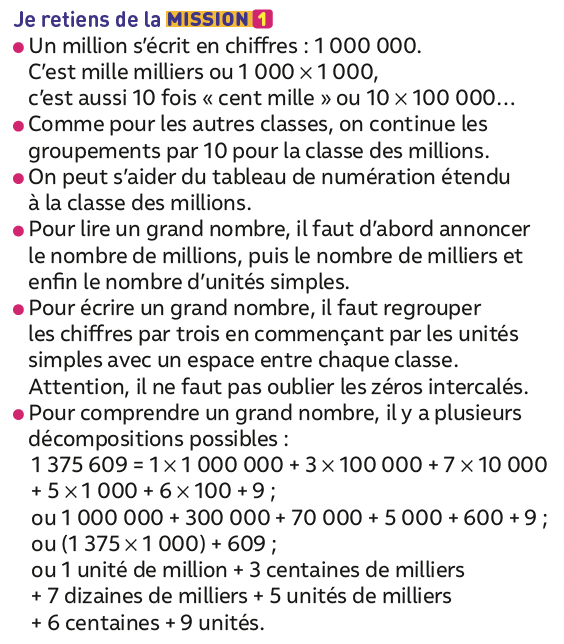 Je retiens de la MISSION 1
• Un million s’écrit en chiffres : 1 000 000.
C’est mille milliers ou 1 000 × 1 000,
c’est aussi 10 fois « cent mille » ou 10 × 100 000…
• Comme pour les autres classes, on continue les
groupements par 10 pour la classe des millions.
• On peut s’aider du tableau de numération étendu
à la classe des millions.
• Pour lire un grand nombre, il faut d’abord annoncer
le nombre de millions, puis le nombre de milliers et
enfin le nombre d’unités simples.
• Pour écrire un grand nombre, il faut regrouper
les chiffres par trois en commençant par les unités
simples avec un espace entre chaque classe.
Attention, il ne faut pas oublier les zéros intercalés.
• Pour comprendre un grand nombre, il y a plusieurs
décompositions possibles :
1 375 609 = 1 × 1 000 000 + 3 × 100 000 + 7 × 10 000
+ 5 × 1 000 + 6 × 100 + 9 ;
ou 1 000 000 + 300 000 + 70 000 + 5 000 + 600 + 9 ;
ou (1 375 × 1 000) + 609 ;
ou 1 unité de million + 3 centaines de milliers
+ 7 dizaines de milliers + 5 unités de milliers
+ 6 centaines + 9 unités.